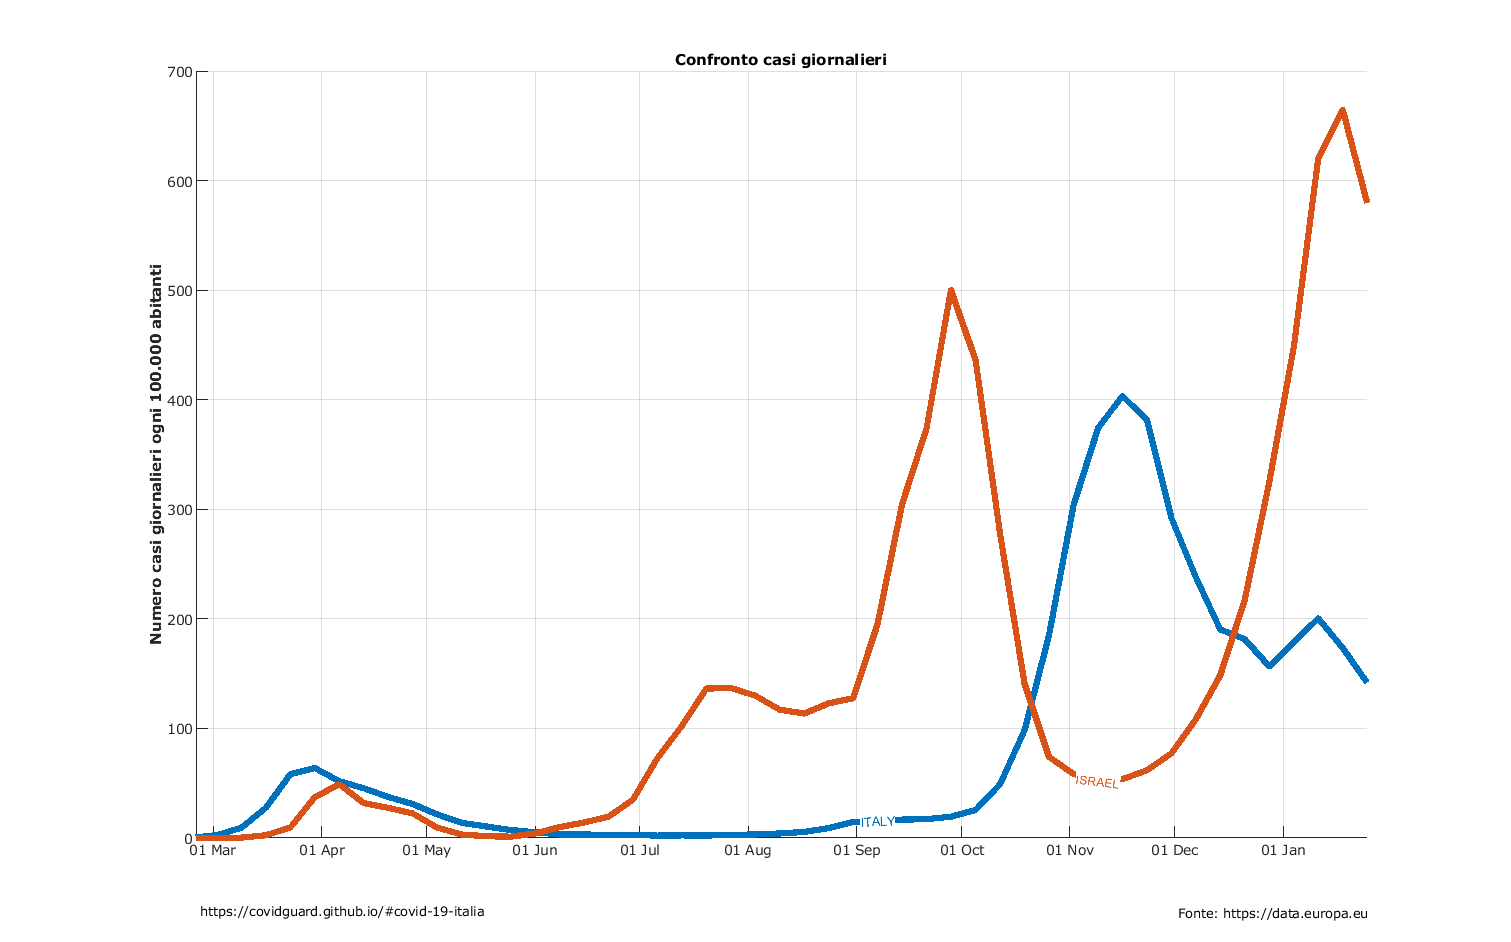 Confronto casi giornalieri
Numero casi giornalieri ogni 100.000 abitanti
700
600
500
400
300
200
100
0
ISRAEL
ITALY
01 Mar
01 Apr
01 May
01 Jun
01 Jul
01 Aug
01 Sep
01 Oct
01 Nov
01 Dec
01 Jan
https://covidguard.github.io/#covid-19-italia
Fonte: https://data.europa.eu